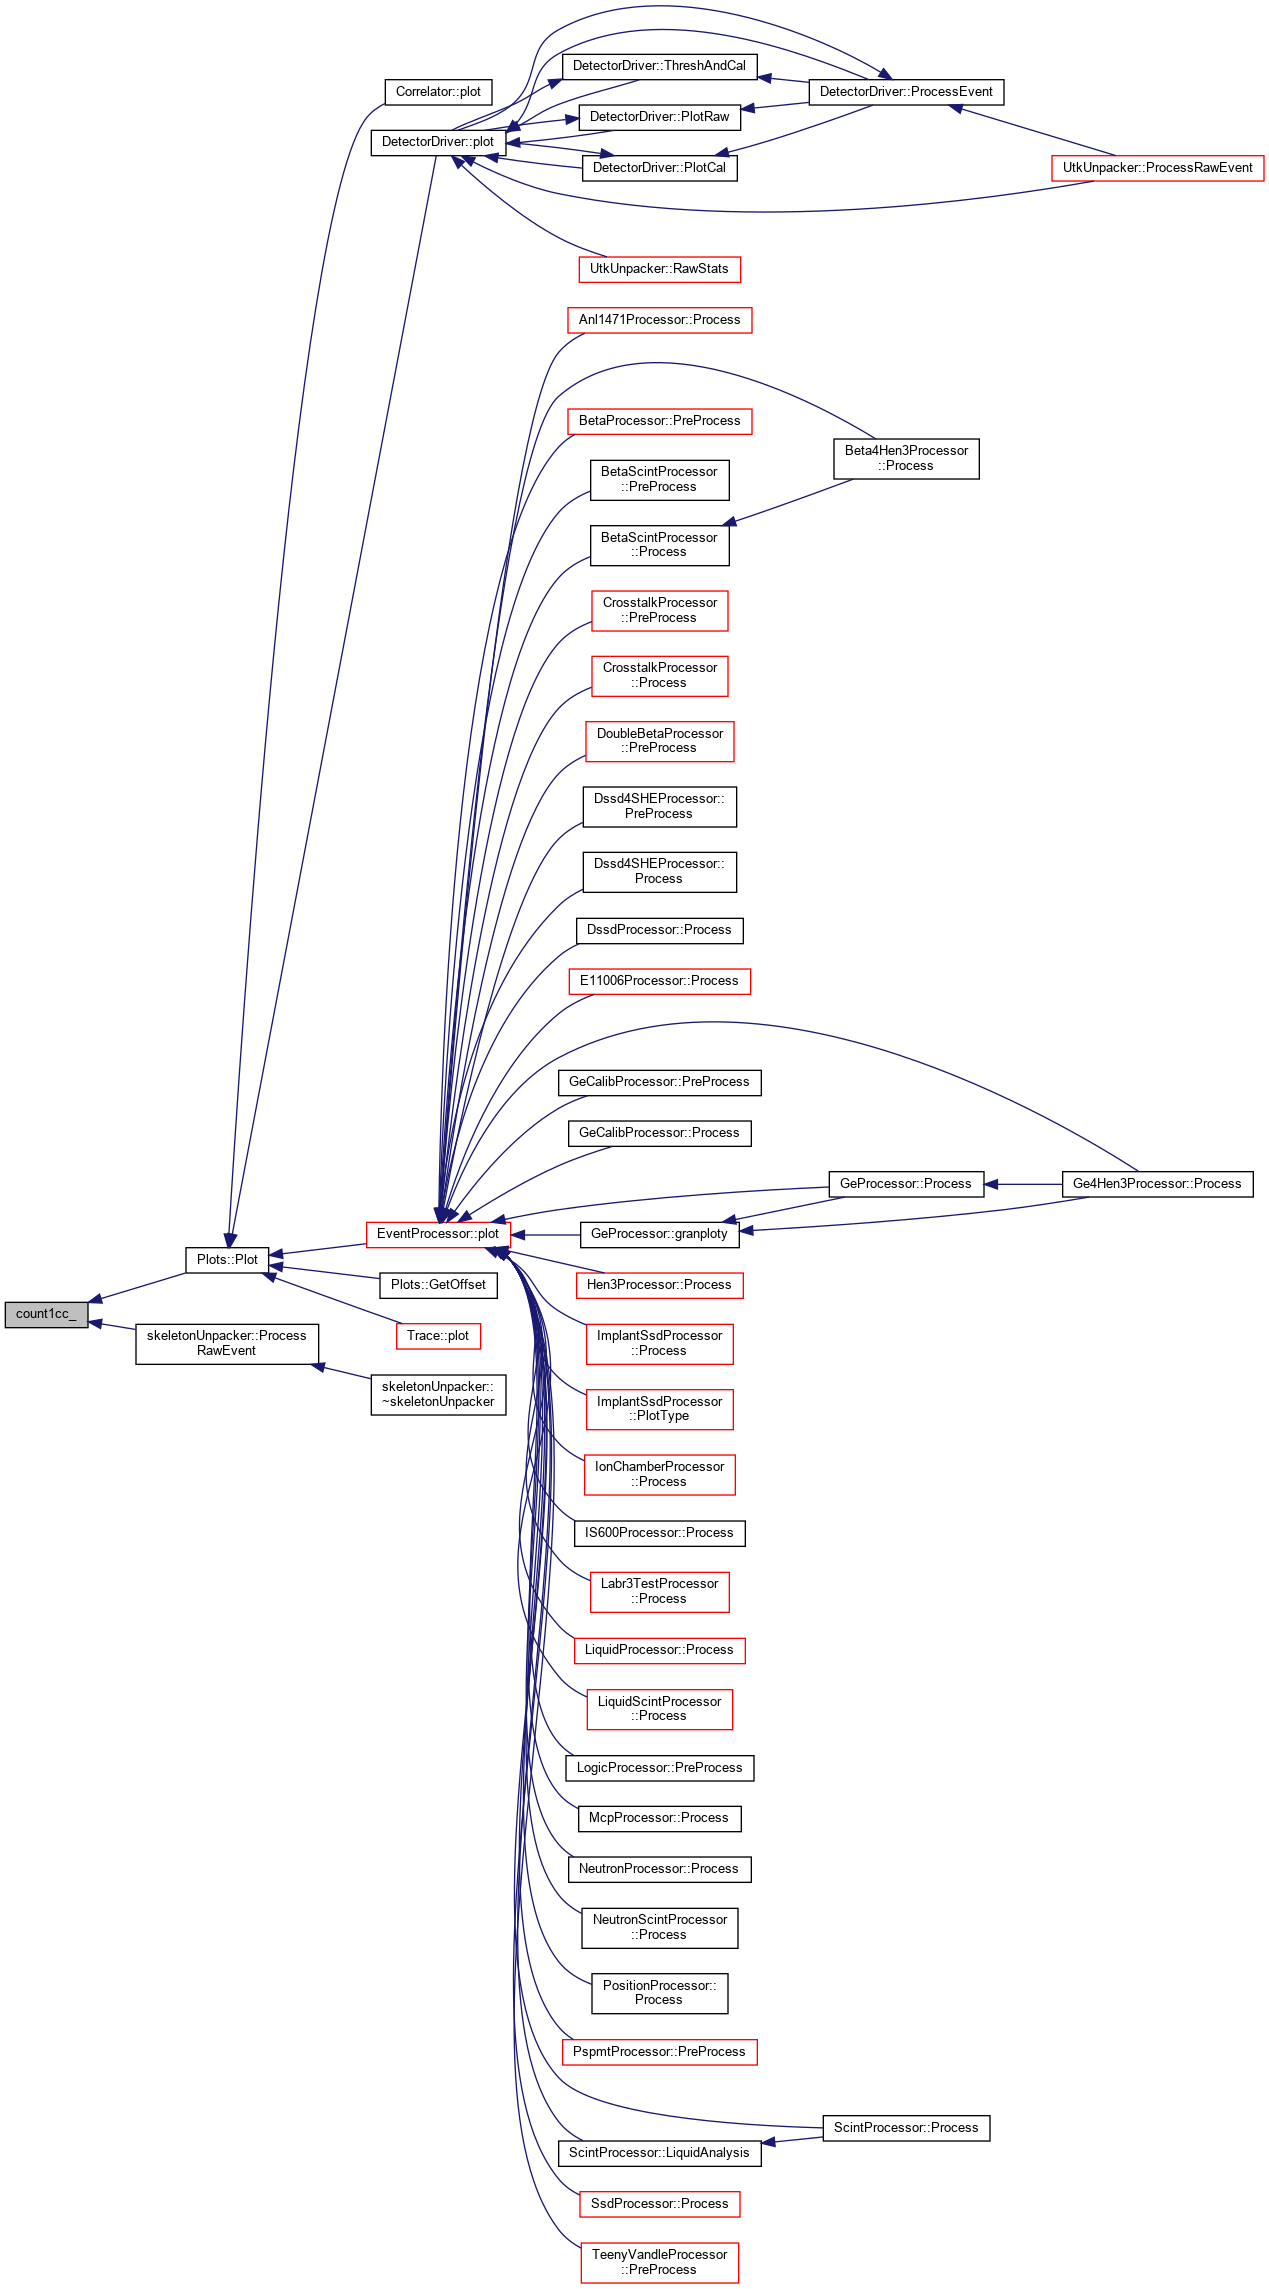 DetectorDriver::ThreshAndCal
Correlator::plot
DetectorDriver::ProcessEvent
DetectorDriver::PlotRaw
DetectorDriver::plot
DetectorDriver::PlotCal
UtkUnpacker::ProcessRawEvent
UtkUnpacker::RawStats
Anl1471Processor::Process
BetaProcessor::PreProcess
Beta4Hen3Processor
::Process
BetaScintProcessor
::PreProcess
BetaScintProcessor
::Process
CrosstalkProcessor
::PreProcess
CrosstalkProcessor
::Process
DoubleBetaProcessor
::PreProcess
Dssd4SHEProcessor::
PreProcess
Dssd4SHEProcessor::
Process
DssdProcessor::Process
E11006Processor::Process
GeCalibProcessor::PreProcess
GeCalibProcessor::Process
GeProcessor::Process
Ge4Hen3Processor::Process
EventProcessor::plot
GeProcessor::granploty
Plots::Plot
Plots::GetOffset
Hen3Processor::Process
count1cc_
skeletonUnpacker::Process
RawEvent
Trace::plot
ImplantSsdProcessor
::Process
skeletonUnpacker::
~skeletonUnpacker
ImplantSsdProcessor
::PlotType
IonChamberProcessor
::Process
IS600Processor::Process
Labr3TestProcessor
::Process
LiquidProcessor::Process
LiquidScintProcessor
::Process
LogicProcessor::PreProcess
McpProcessor::Process
NeutronProcessor::Process
NeutronScintProcessor
::Process
PositionProcessor::
Process
PspmtProcessor::PreProcess
ScintProcessor::Process
ScintProcessor::LiquidAnalysis
SsdProcessor::Process
TeenyVandleProcessor
::PreProcess